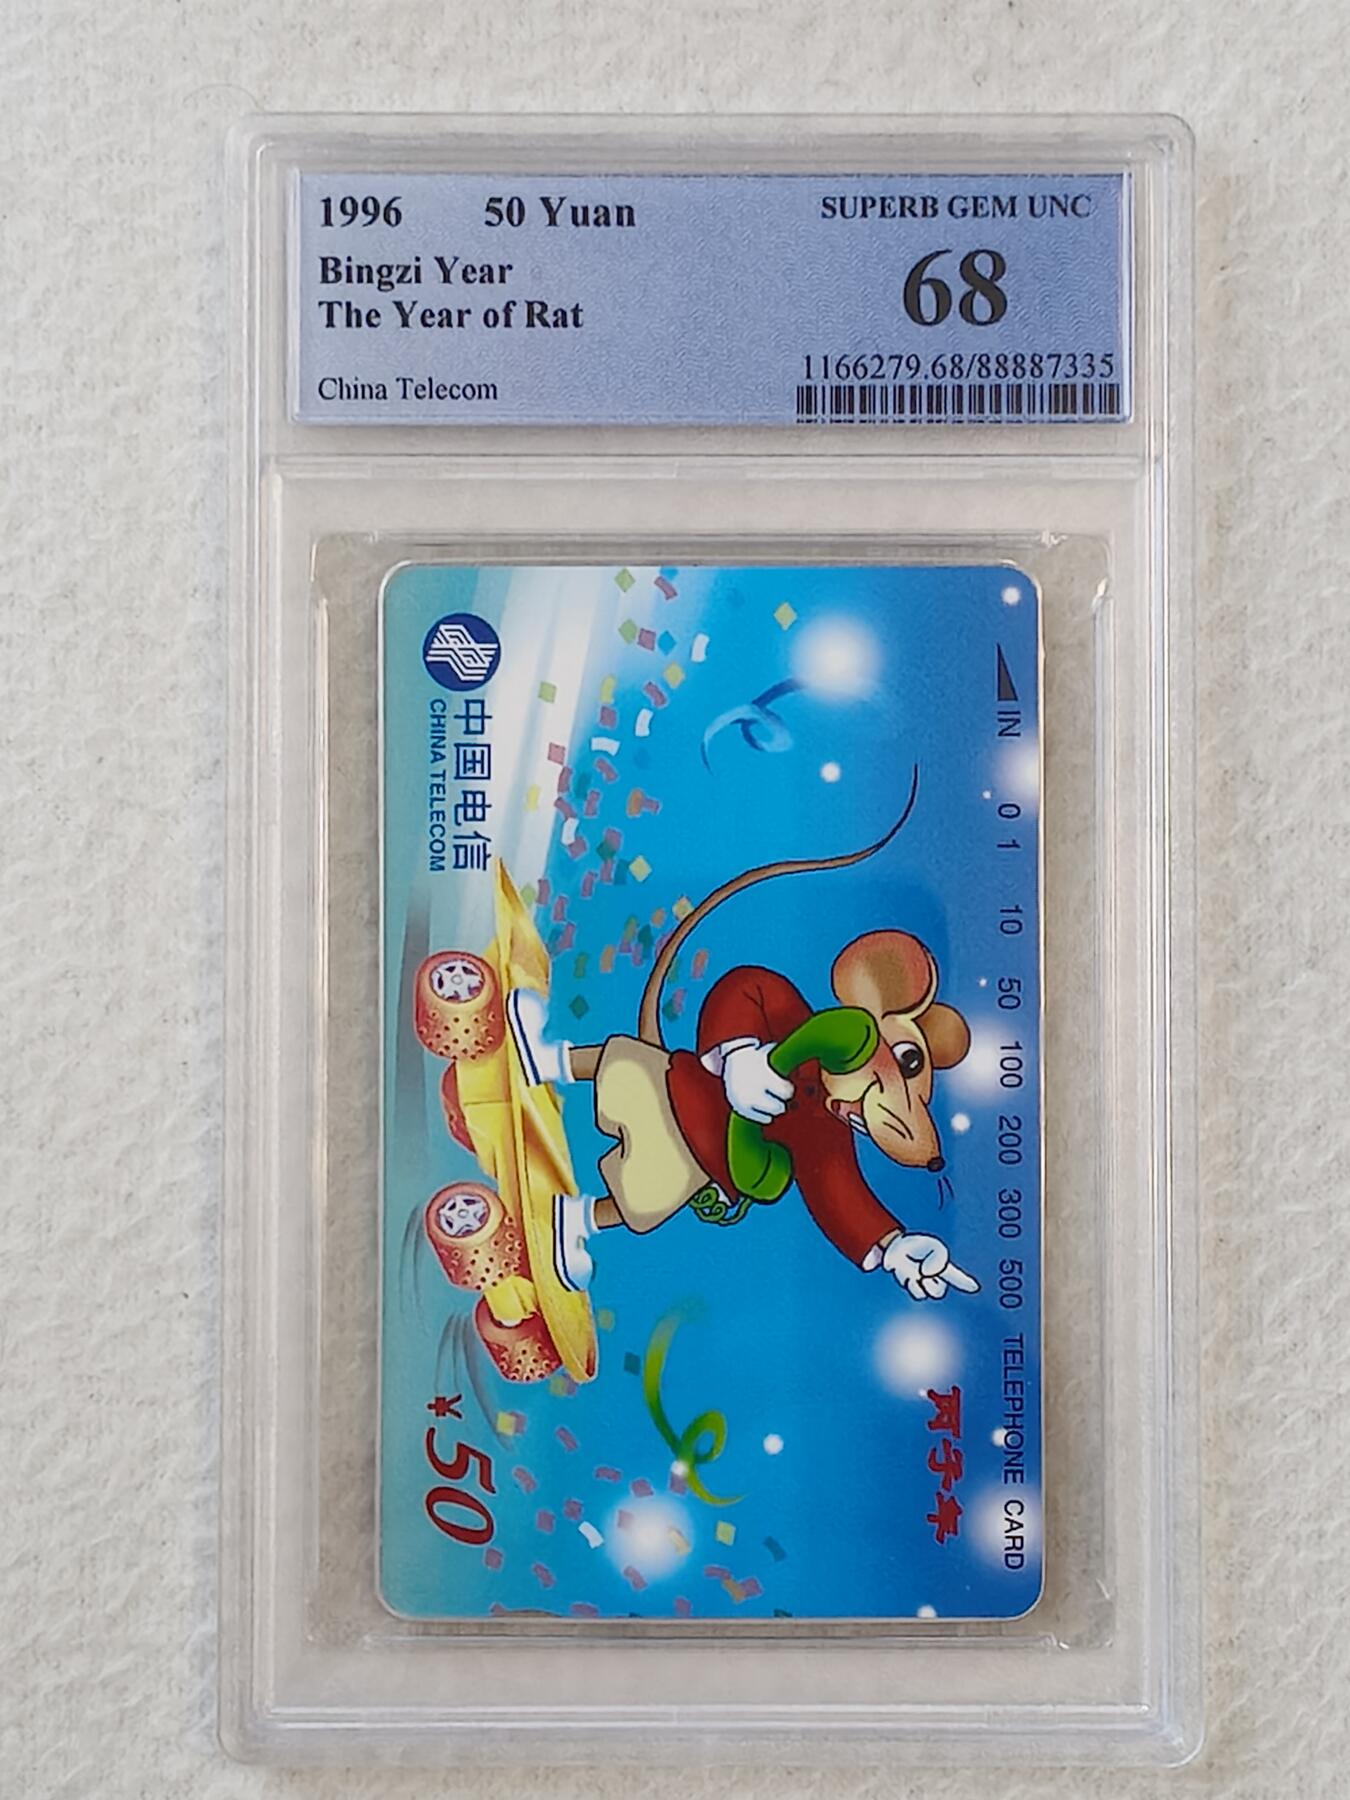 1996 50 Yuan
Bingzi Year
The Year of Rat
China Telecom
SUPERB GEM UNC
68
1166279.68/88887335
IN 0 1 10 50 100 200 300 500 TELEPHONE CARD
丙子年
中国电信
CHINA TELECOM
¥50